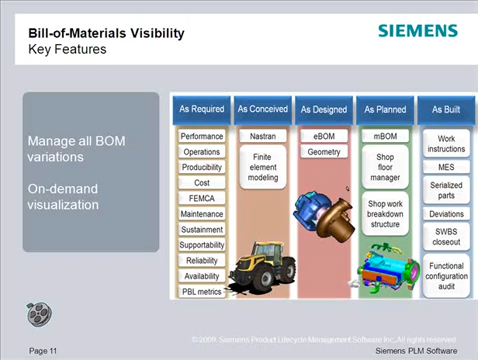 Bill-of-Materials Visibility
Key Features
SIEMENS
Manage all BOM
variations
On-demand
visualization
As Required
Performance
Operations
Producibility
Cost
FEMCA
Maintenance
Sustainment
Supportability
Reliability
Availability
PBL metrics
As Conceived
Nastran
Finite
element
modeling
As Designed
eBOM
Geometry
As Planned
mBOM
Shop
floor
manager
Shop work
breakdown
structure
As Built
Work
instructions
MES
Serialized
parts
Deviations
SWBS
closeout
Functional
configuration
audit
© 2009. Siemens Product Lifecycle Management Software Inc. All rights reserved
Page 11
Siemens PLM Software